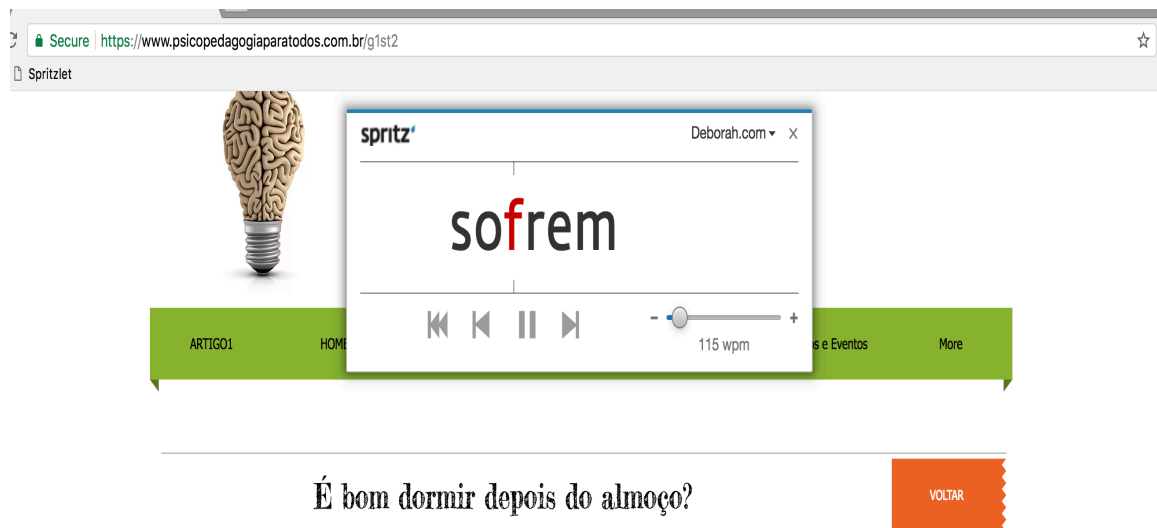 Secure https://www.psicopedagogiaparatodos.com.br/g1st2
Spritzlet
spritz Deborah.com
sofrem
115 wpm
ARTIGO1 HOME s e Eventos More
É bom dormir depois do almoço?
VOLTAR